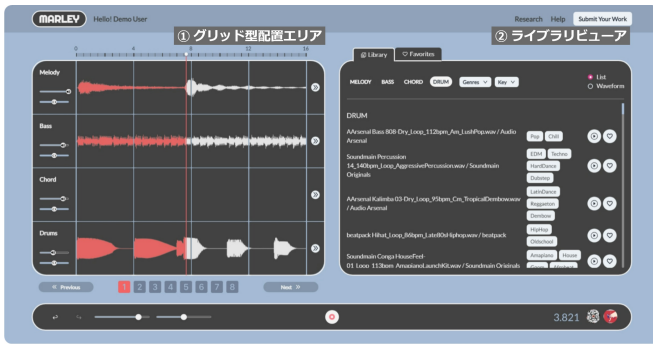 MARLEY
Hello! Demo User
Research Help Submit Your Work
① グリッド型配置エリア
② ライブラリビューア
0 4 8 12 16
Melody
Bass
Chord
Drums
Previous
1 2 3 4 5 6 7 8
Next
Library
Favorites
MELODY BASS CHORD DRUM Genres Key
List
Waveform
DRUM
AArsenal Bass 808-Dry_Loop_112bpm_Am_LushPop.wav / Audio
Arsenal
Pop Chill
Soundmain Percussion
14_140bpm_Loop_AggressivePercussion.wav / Soundmain
Originals
EDM Techno
HardDance
Dubstep
AArsenal Kalimba 03-Dry_Loop_95bpm_Cm_TropicalDembow.wav
/ Audio Arsenal
LatinDance
Reggaeton
Dembow
beatpack Hihat_Loop_86bpm_Late80sHiphop.wav / beatpack
HipHop
Oldschool
Soundmain Conga HouseFeel-
01_Loop_113bpm_AmapianoLaunchKit.wav / Soundmain Originals
Amapiano House
3.821